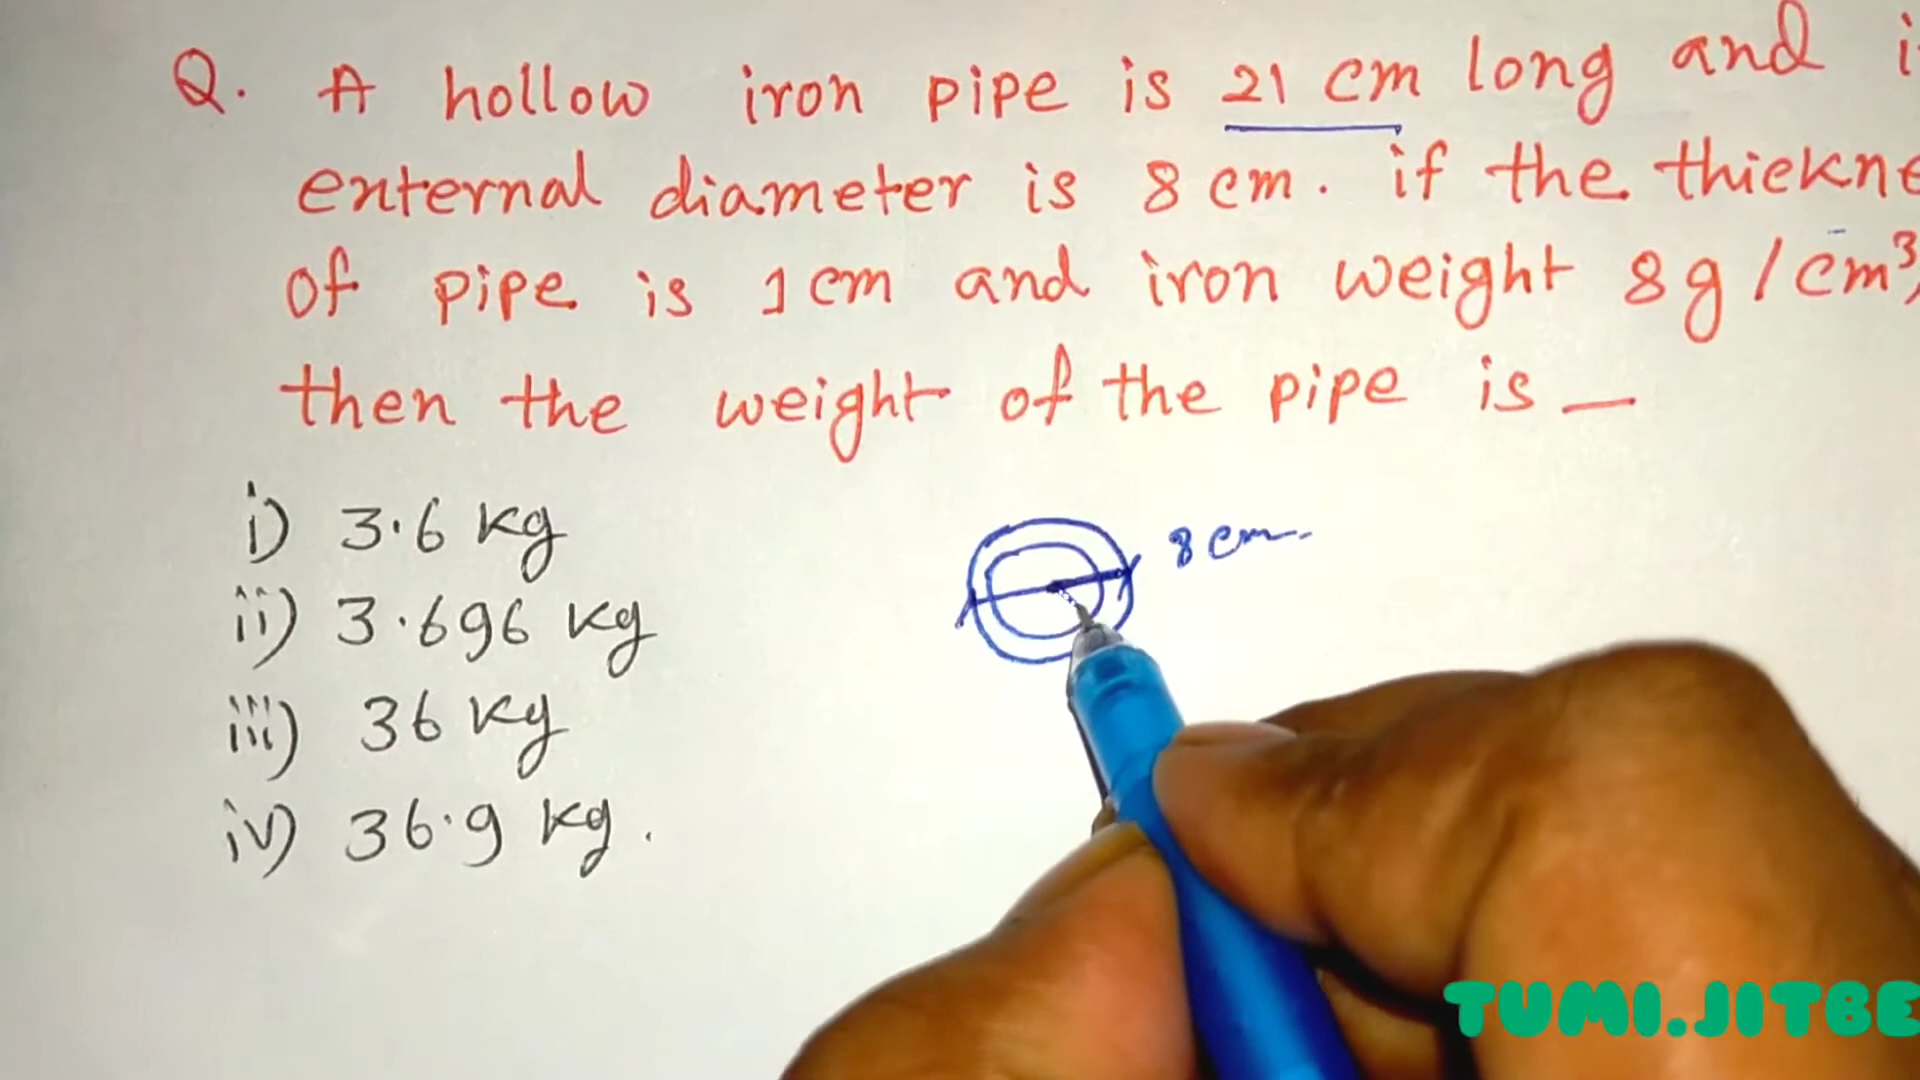 Q. A hollow iron pipe is 21 cm long and
external diameter is 8 cm. if the
of pipe is 1 cm and iron weight 8g/cm³,
then the weight of the pipe is —
i) 3.6 kg
8 cm.
ii) 3.696 kg
iii) 36 kg
iv) 36.9 kg.
TUMI.JITBE